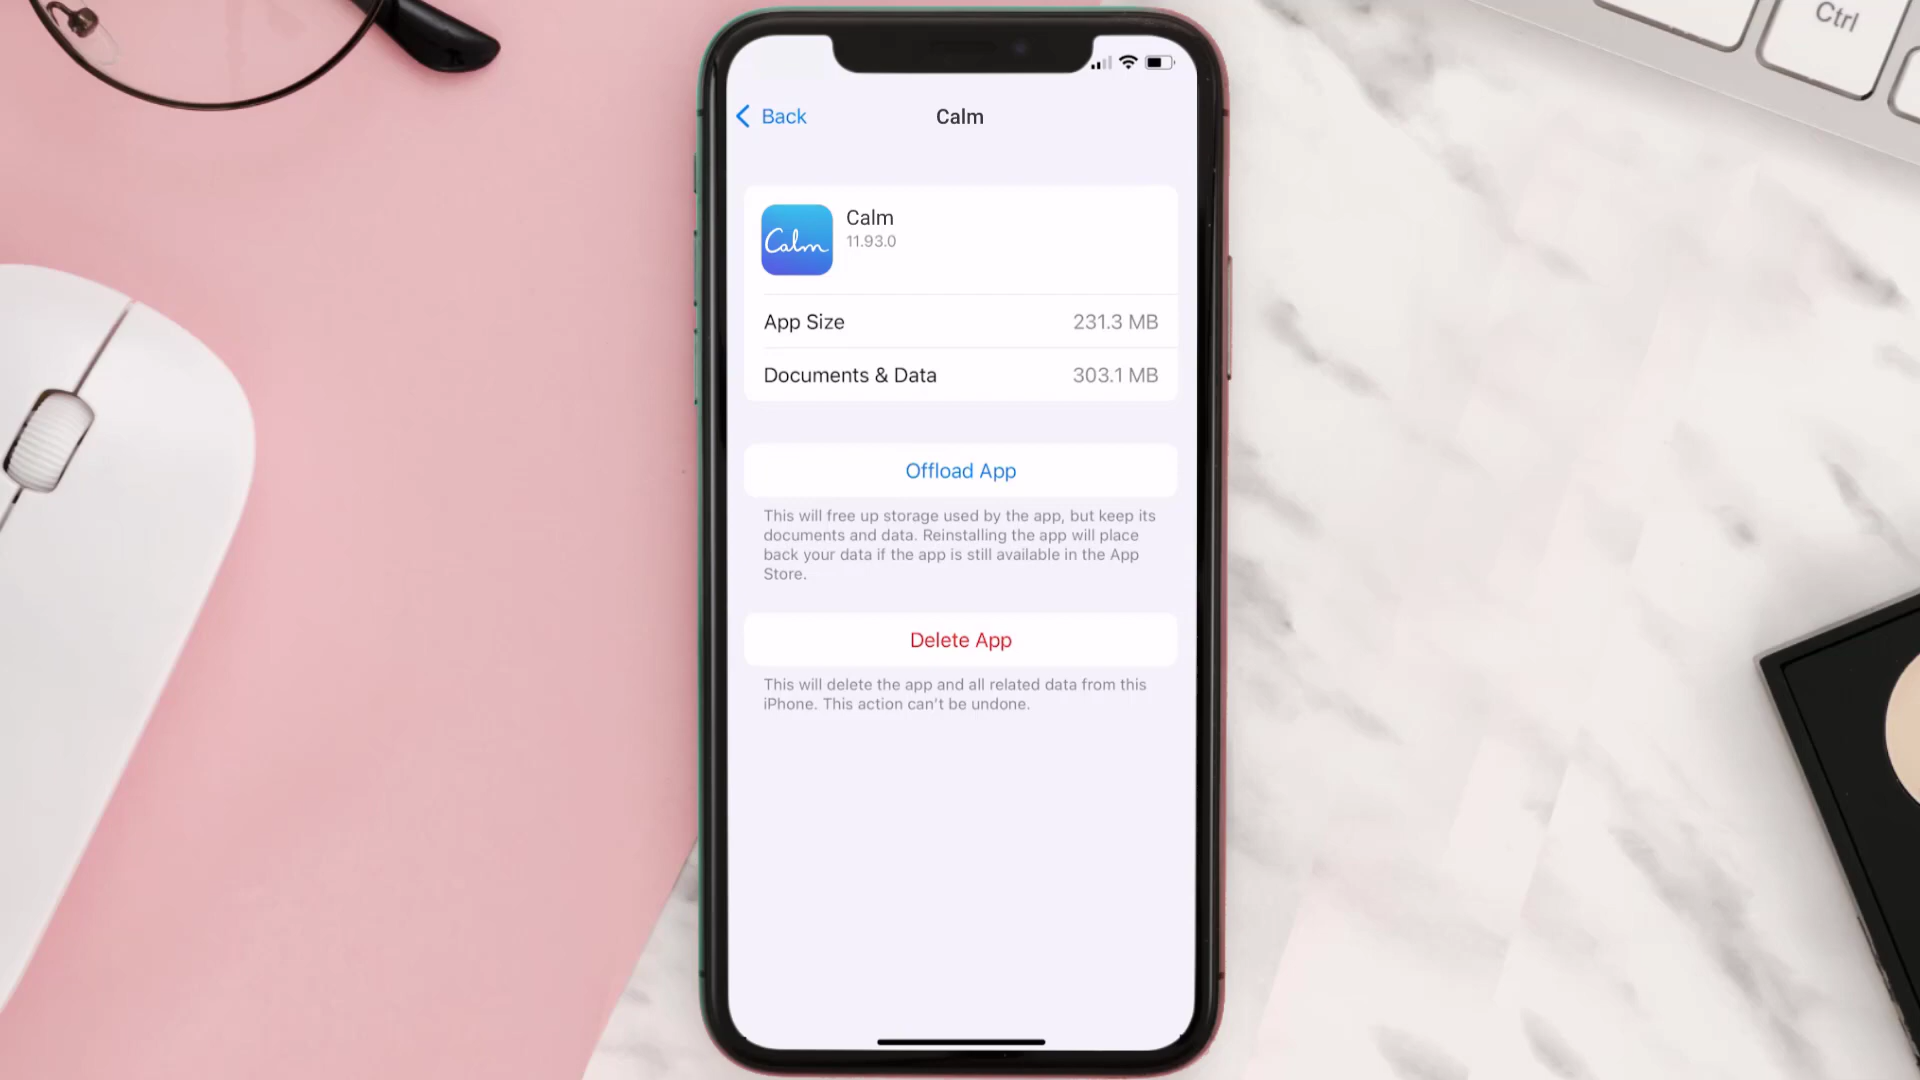 Ctrl
Back
Calm
Calm
Calm
11.93.0
App Size
231.3 MB
Documents & Data
303.1 MB
Offload App
This will free up storage used by the app, but keep its
documents and data. Reinstalling the app will place
back your data if the app is still available in the App
Store.
Delete App
This will delete the app and all related data from this
iPhone. This action can't be undone.